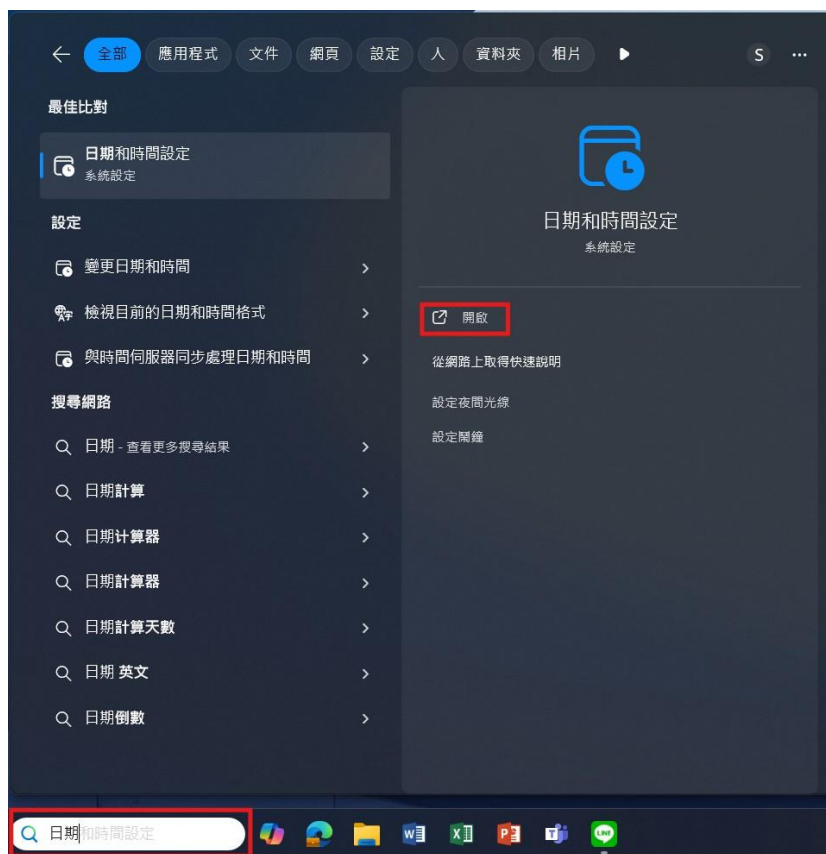 全部 應用程式 文件 網頁 設定 人 資料夾 相片 S
最佳比對
日期和時間設定
系統設定
設定
變更日期和時間
檢視目前的日期和時間格式
與時間伺服器同步處理日期和時間
搜尋網路
日期 - 查看更多搜尋結果
日期計算
日期计算器
日期計算器
日期計算天數
日期 英文
日期倒數
日期和時間設定
系統設定
開啟
從網路上取得快速說明
設定夜間光線
設定鬧鐘
日期和時間設定